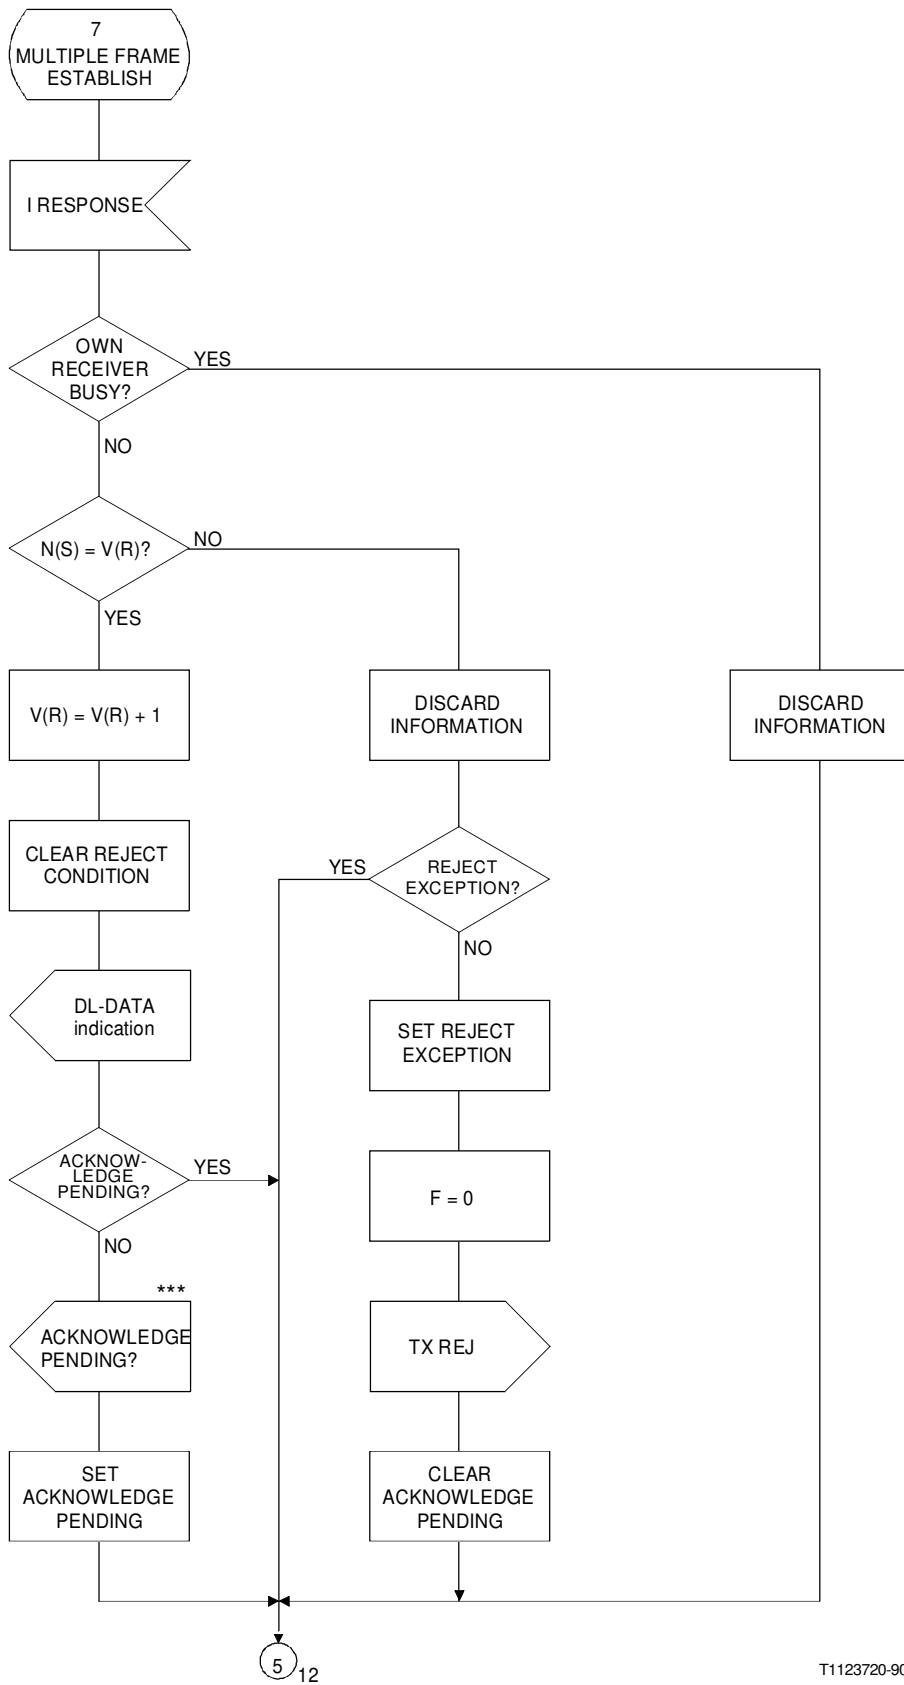 7
MULTIPLE FRAME
ESTABLISH
I RESPONSE
OWN
RECEIVER
BUSY?
YES
NO
N(S) = V(R)?
NO
YES
V(R) = V(R) + 1
DISCARD
INFORMATION
DISCARD
INFORMATION
CLEAR REJECT
CONDITION
YES
REJECT
EXCEPTION?
NO
DL-DATA
indication
SET REJECT
EXCEPTION
ACKNOW-
LEDGE
PENDING?
YES
NO
F = 0
***
ACKNOWLEDGE
PENDING?
TX REJ
SET
ACKNOWLEDGE
PENDING
CLEAR
ACKNOWLEDGE
PENDING
5
12
T1123720-90